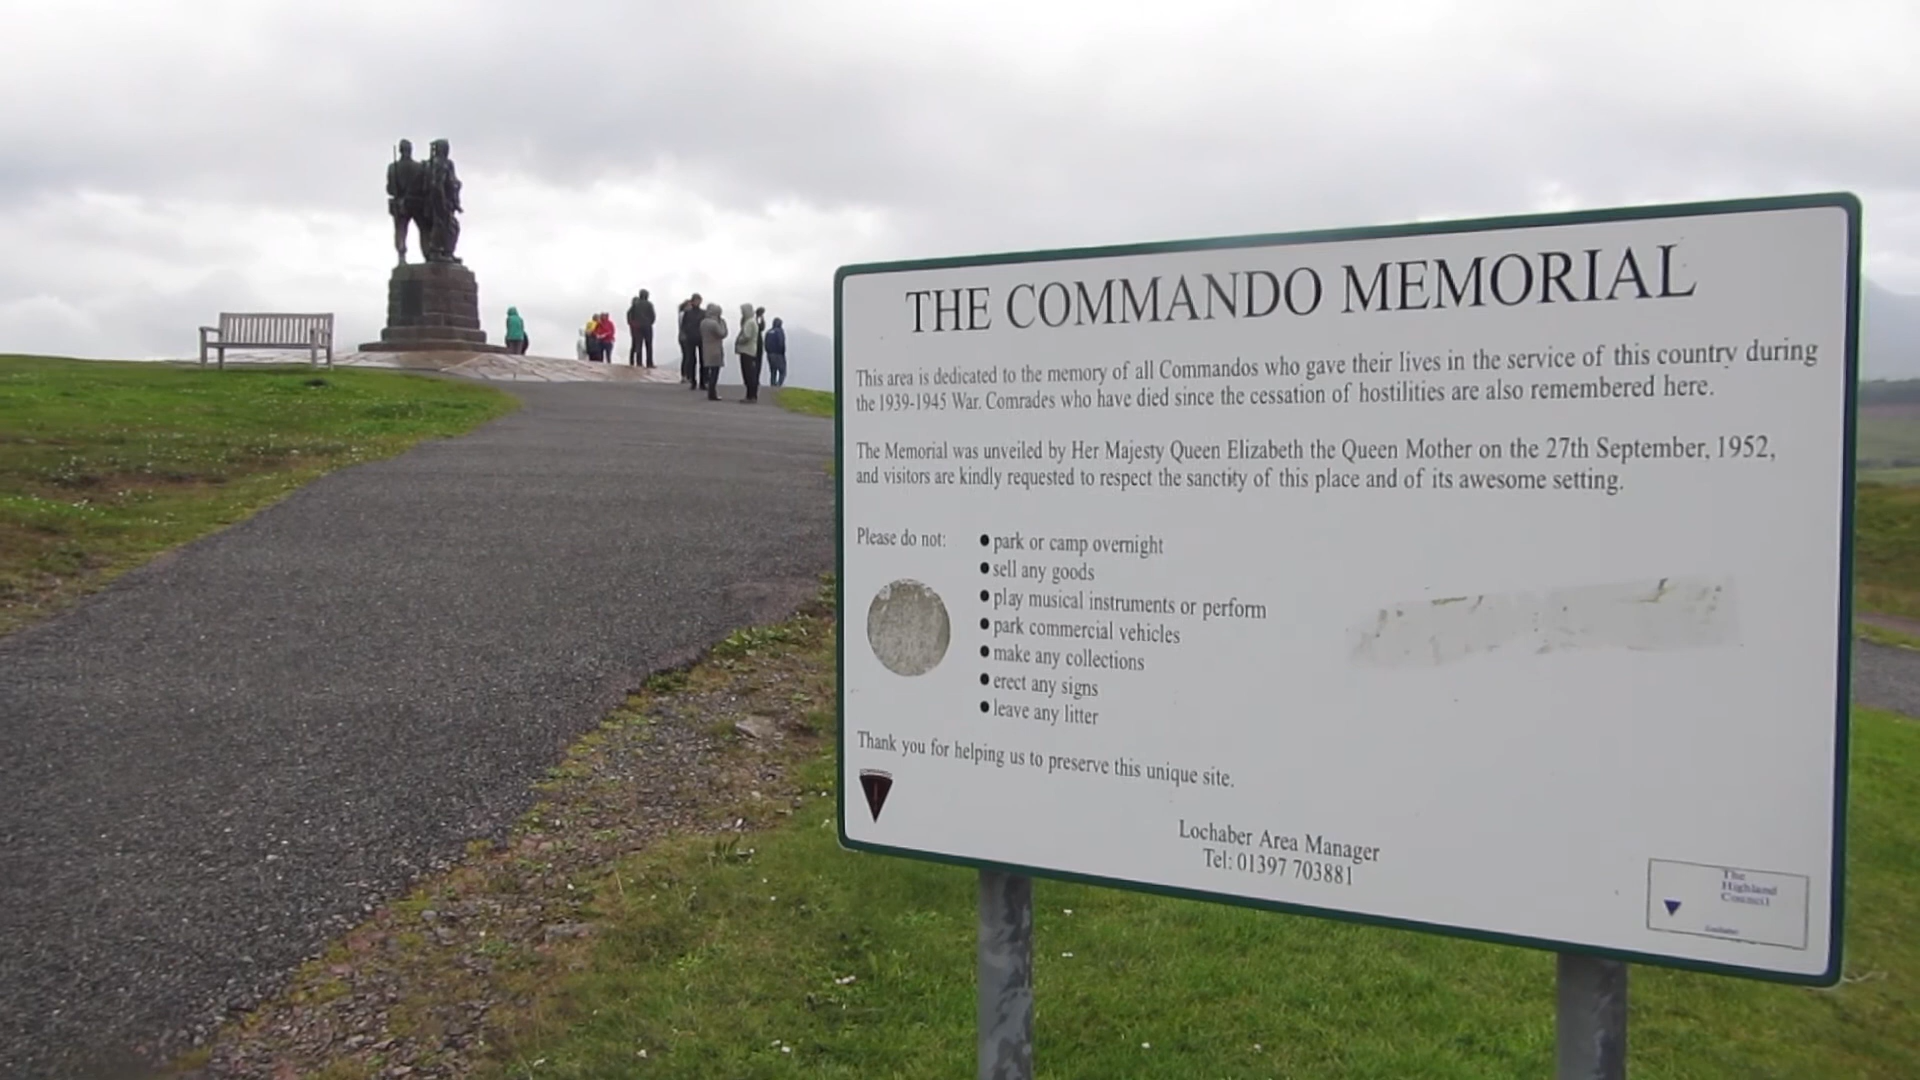 THE COMMANDO MEMORIAL
This area is dedicated to the memory of all Commandos who gave their lives in the service of this country during
the 1939-1945 War. Comrades who have died since the cessation of hostilities are also remembered here.
The Memorial was unveiled by Her Majesty Queen Elizabeth the Queen Mother on the 27th September, 1952,
and visitors are kindly requested to respect the sanctity of this place and of its awesome setting.
Please do not:
● park or camp overnight
● sell any goods
● play musical instruments or perform
● park commercial vehicles
● make any collections
● erect any signs
● leave any litter
Thank you for helping us to preserve this unique site.
Lochaber Area Manager
Tel: 01397 703881
The
Highland
Council